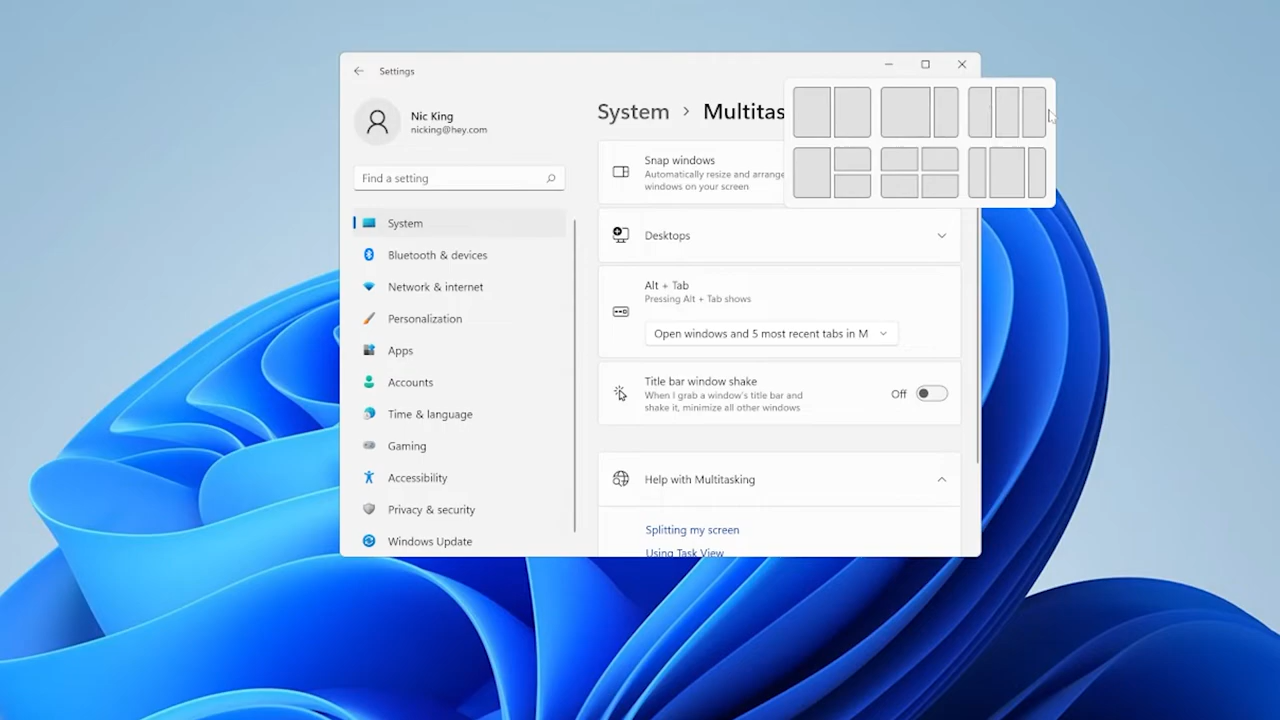 Settings
Nic King
nicking@hey.com
Find a setting
System
Bluetooth & devices
Network & internet
Personalization
Apps
Accounts
Time & language
Gaming
Accessibility
Privacy & security
Windows Update
System > Multitas
Snap windows
Automatically resize and arrange
windows on your screen
Desktops
Alt + Tab
Pressing Alt + Tab shows
Open windows and 5 most recent tabs in M
Title bar window shake
When I grab a window's title bar and
shake it, minimize all other windows
Off
Help with Multitasking
Splitting my screen
Using Task View